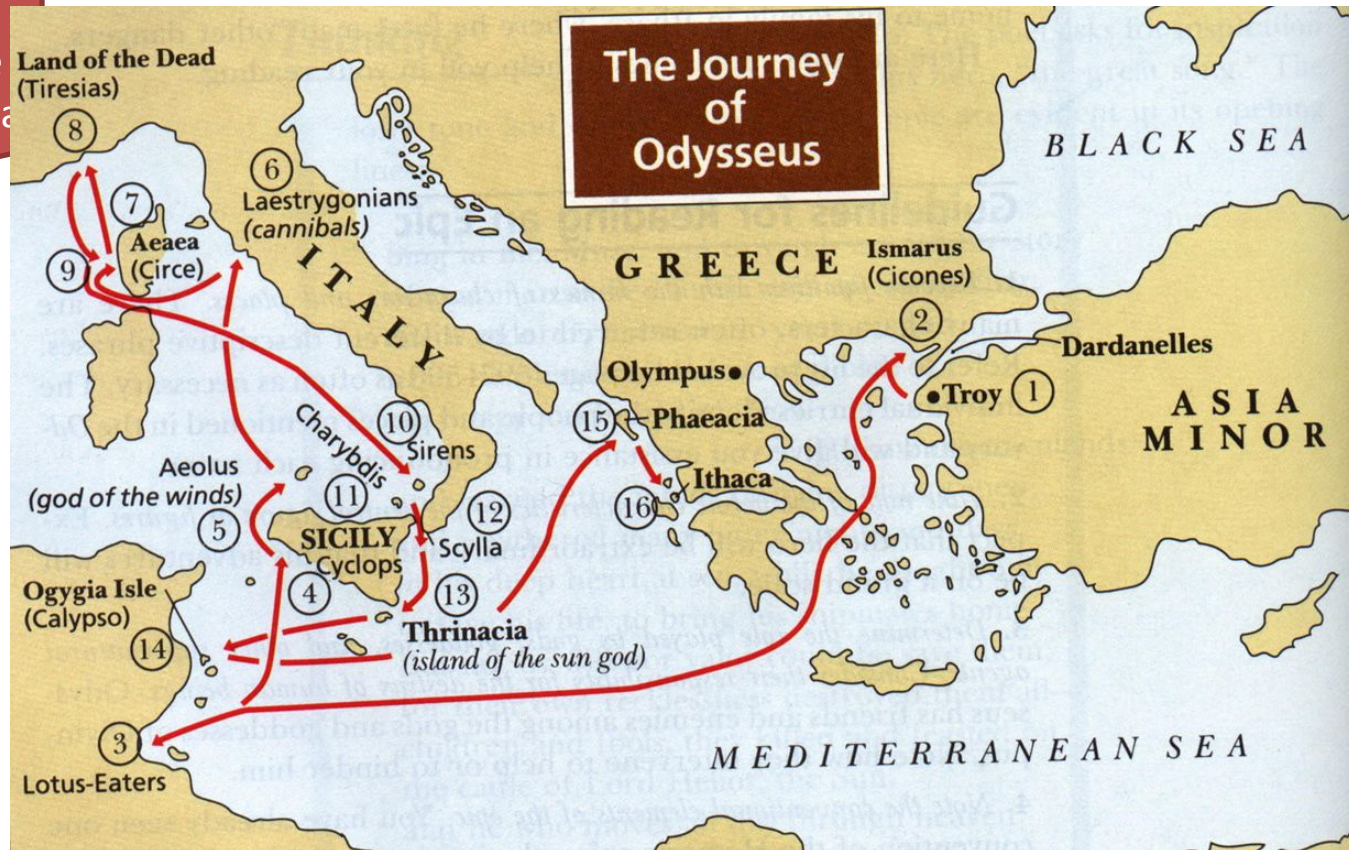 The Journey
of
Odysseus
Land of the Dead
(Tiresias)
8
7
Aeaea
(Circe)
9
6
Laestrygonians
(cannibals)
ITALY
GREECE
BLACK SEA
Ismarus
(Cicones)
2
Dardanelles
Olympus
Troy
1
ASIA
MINOR
15
Phaeacia
Ithaca
16
Charybdis
10
Sirens
Aeolus
(god of the winds)
5
11
12
Scylla
SICILY
Cyclops
4
13
Thrinacia
(island of the sun god)
Ogygia Isle
(Calypso)
14
3
Lotus-Eaters
MEDITERRANEAN SEA